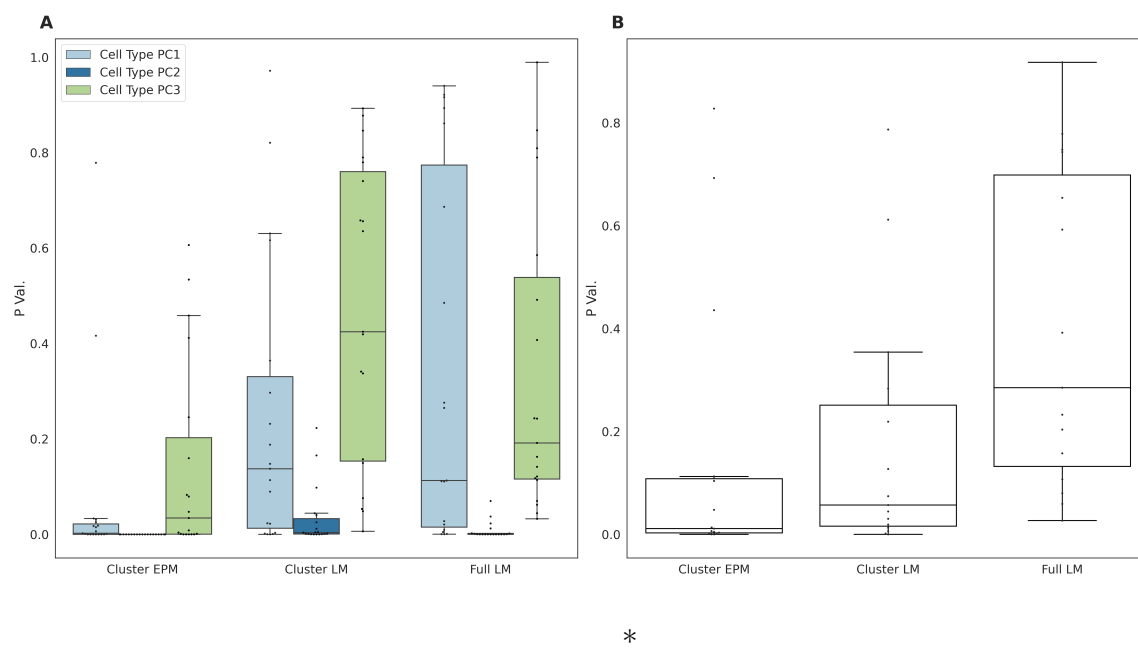 A
Cell Type PC1
Cell Type PC2
Cell Type PC3
P Val.
1.0
0.8
0.6
0.4
0.2
0.0
Cluster EPM
Cluster LM
Full LM
B
P Val.
0.8
0.6
0.4
0.2
0.0
Cluster EPM
Cluster LM
Full LM
*